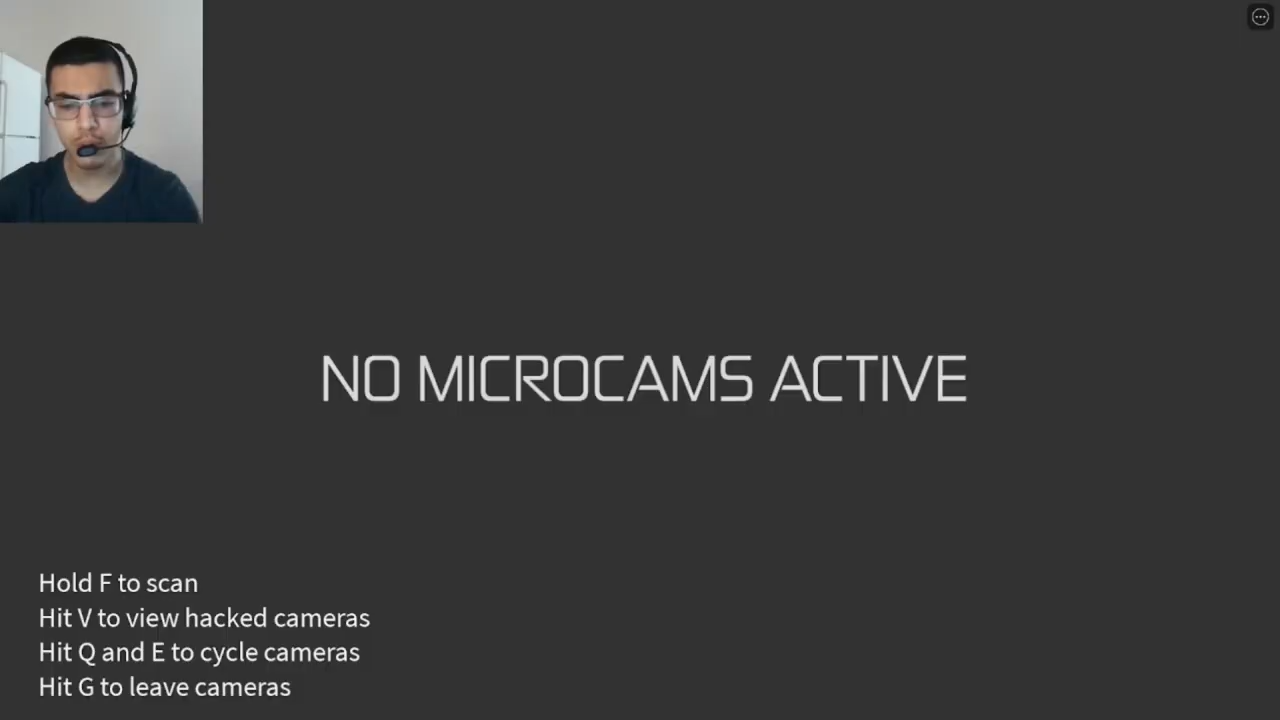 NO MICROCAMS ACTIVE
Hold F to scan
Hit V to view hacked cameras
Hit Q and E to cycle cameras
Hit G to leave cameras